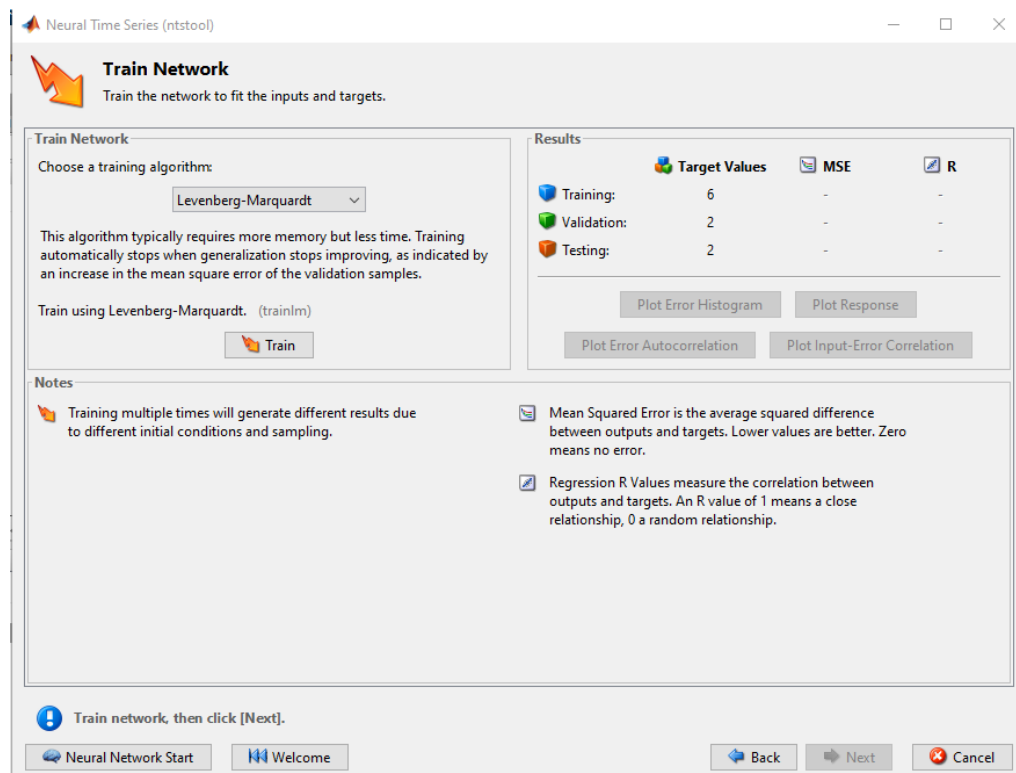 Neural Time Series (ntstool)
Train Network
Train the network to fit the inputs and targets.
Train Network
Choose a training algorithm:
Levenberg-Marquardt
This algorithm typically requires more memory but less time. Training
automatically stops when generalization stops improving, as indicated by
an increase in the mean square error of the validation samples.
Train using Levenberg-Marquardt. (trainlm)
Train
Results
Target Values MSE R
Training: 6 - -
Validation: 2 - -
Testing: 2 - -
Plot Error Histogram Plot Response
Plot Error Autocorrelation Plot Input-Error Correlation
Notes
Training multiple times will generate different results due
to different initial conditions and sampling.
Mean Squared Error is the average squared difference
between outputs and targets. Lower values are better. Zero
means no error.
Regression R Values measure the correlation between
outputs and targets. An R value of 1 means a close
relationship, 0 a random relationship.
Train network, then click [Next].
Neural Network Start Welcome Back Next Cancel